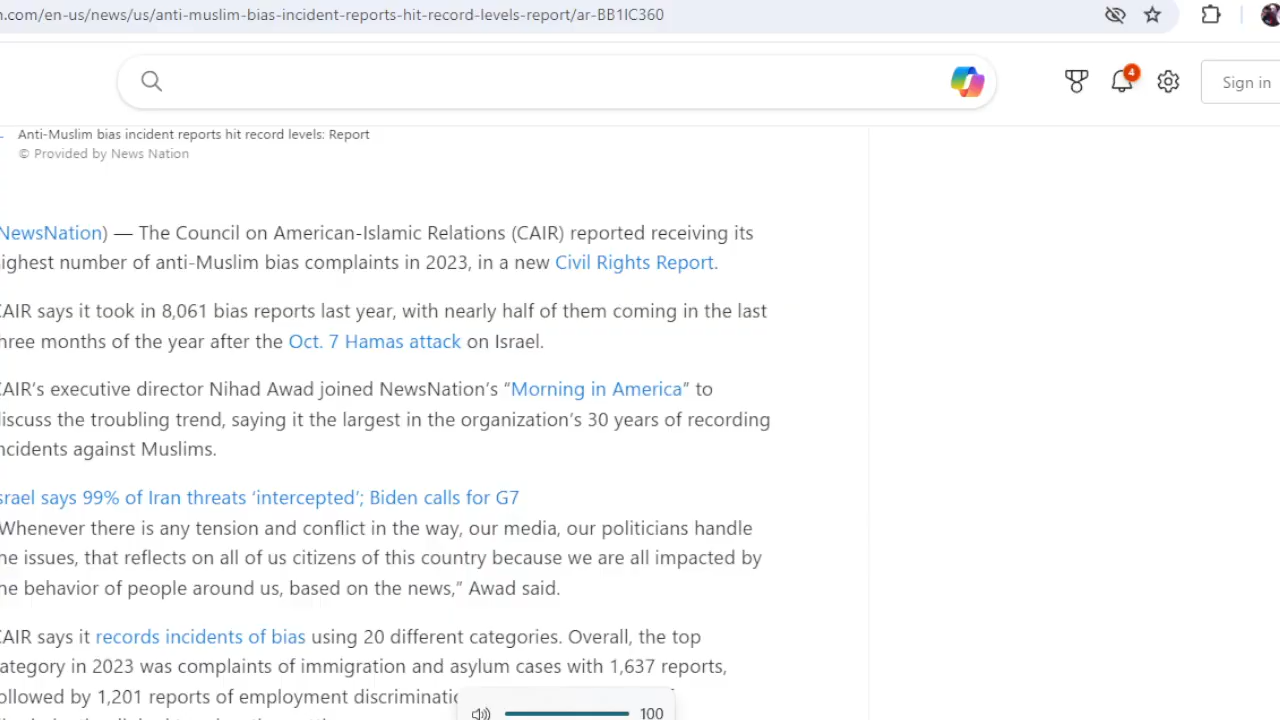 .com/en-us/news/us/anti-muslim-bias-incident-reports-hit-record-levels-report/ar-BB1IC360
4
Sign in
Anti-Muslim bias incident reports hit record levels: Report
© Provided by News Nation
NewsNation) — The Council on American-Islamic Relations (CAIR) reported receiving its
ighest number of anti-Muslim bias complaints in 2023, in a new Civil Rights Report.
CAIR says it took in 8,061 bias reports last year, with nearly half of them coming in the last
hree months of the year after the Oct. 7 Hamas attack on Israel.
CAIR’s executive director Nihad Awad joined NewsNation’s “Morning in America” to
discuss the troubling trend, saying it the largest in the organization’s 30 years of recording
ncidents against Muslims.
srael says 99% of Iran threats ‘intercepted’; Biden calls for G7
Whenever there is any tension and conflict in the way, our media, our politicians handle
he issues, that reflects on all of us citizens of this country because we are all impacted by
he behavior of people around us, based on the news,” Awad said.
CAIR says it records incidents of bias using 20 different categories. Overall, the top
ategory in 2023 was complaints of immigration and asylum cases with 1,637 reports,
ollowed by 1,201 reports of employment discriminatio
100